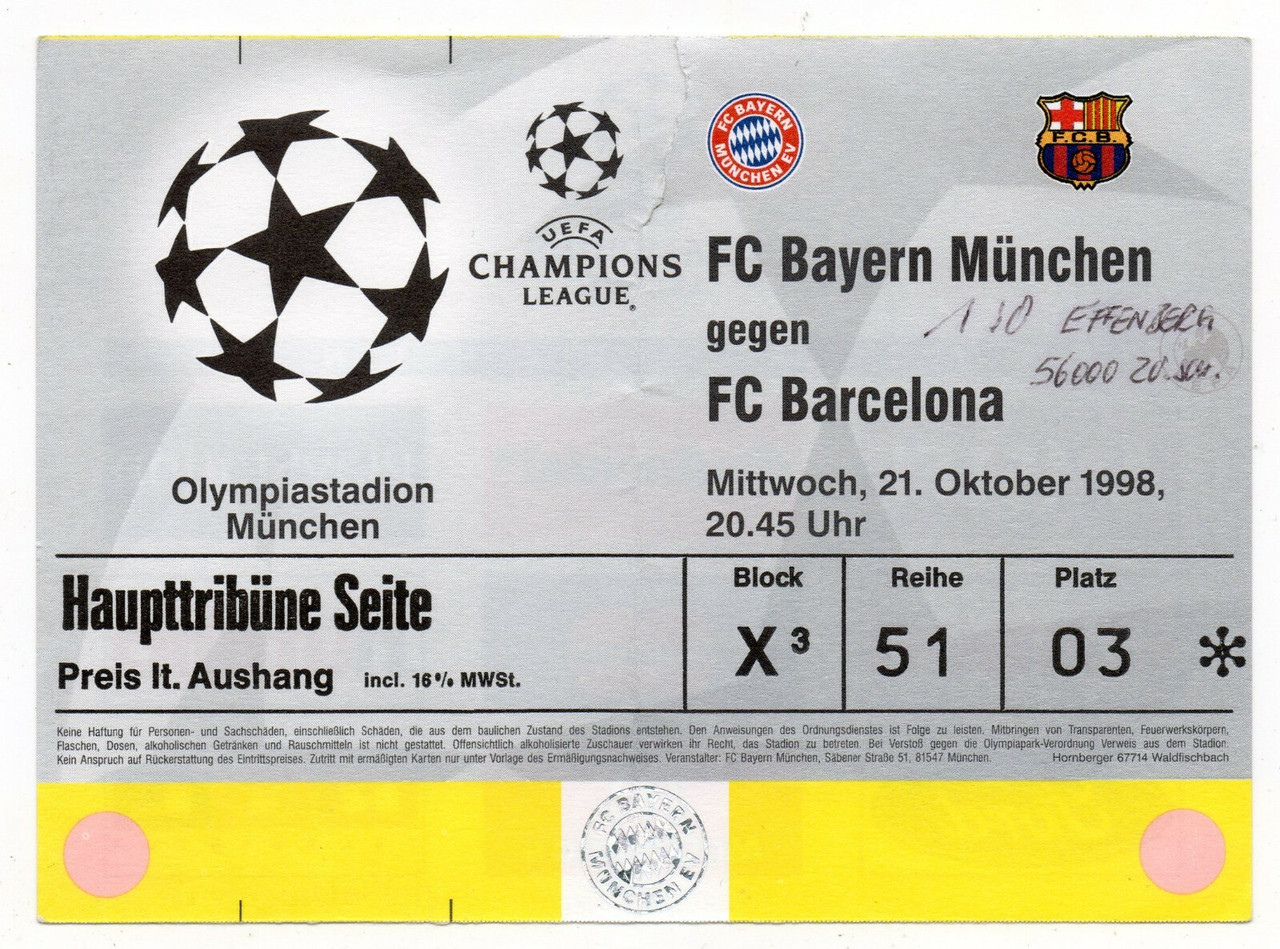 FC BAYERN
MÜNCHEN EV
F.C.B.
UEFA
CHAMPIONS
LEAGUE®
FC Bayern München
1:0 EFFENBERG
gegen
56000 ZUSCH.
FC Barcelona
Olympiastadion
München
Mittwoch, 21. Oktober 1998,
20.45 Uhr
Haupttribüne Seite
Preis lt. Aushang incl. 16% MWSt.
Block Reihe Platz
X³ 51 03 *
Keine Haftung für Personen- und Sachschäden, einschließlich Schäden, die aus dem baulichen Zustand des Stadions entstehen. Den Anweisungen des Ordnungsdienstes ist Folge zu leisten. Mitbringen von Transparenten, Feuerwerkskörpern,
Flaschen, Dosen, alkoholischen Getränken und Rauschmitteln ist nicht gestattet. Offensichtlich alkoholisierte Zuschauer verwirken ihr Recht, das Stadion zu betreten. Bei Verstoß gegen die Olympiapark-Verordnung Verweis aus dem Stadion.
Kein Anspruch auf Rückerstattung des Eintrittspreises. Zutritt mit ermäßigten Karten nur unter Vorlage des Ermäßigungsnachweises. Veranstalter: FC Bayern München, Säbener Straße 51, 81547 München. Hornberger 67714 Waldfischbach
FC BAYERN
MÜNCHEN EV